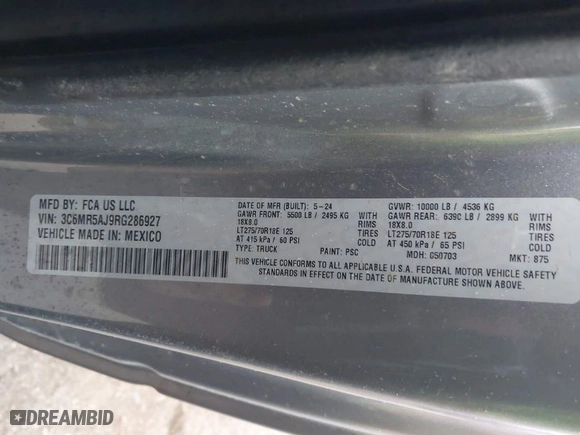 MFD BY: FCA US LLC
VIN: 3C6MR5AJ9RG286927
VEHICLE MADE IN: MEXICO
DATE OF MFR (BUILT): 5-24
GAWR FRONT: 5500 LB / 2495 KG WITH
18X8.0 RIMS
LT275/70R18E 125 TIRES
AT 415 kPa / 60 PSI COLD
TYPE: TRUCK PAINT: PSC
GVWR: 10000 LB / 4536 KG
GAWR REAR: 6390 LB / 2899 KG WITH
18X8.0 RIMS
LT275/70R18E 125 TIRES
AT 450 kPa / 65 PSI COLD
MDH: 050703 MKT: 875
THIS VEHICLE CONFORMS TO ALL APPLICABLE U.S.A. FEDERAL MOTOR VEHICLE SAFETY
STANDARDS IN EFFECT ON THE DATE OF MANUFACTURE SHOWN ABOVE.
DREAMBID